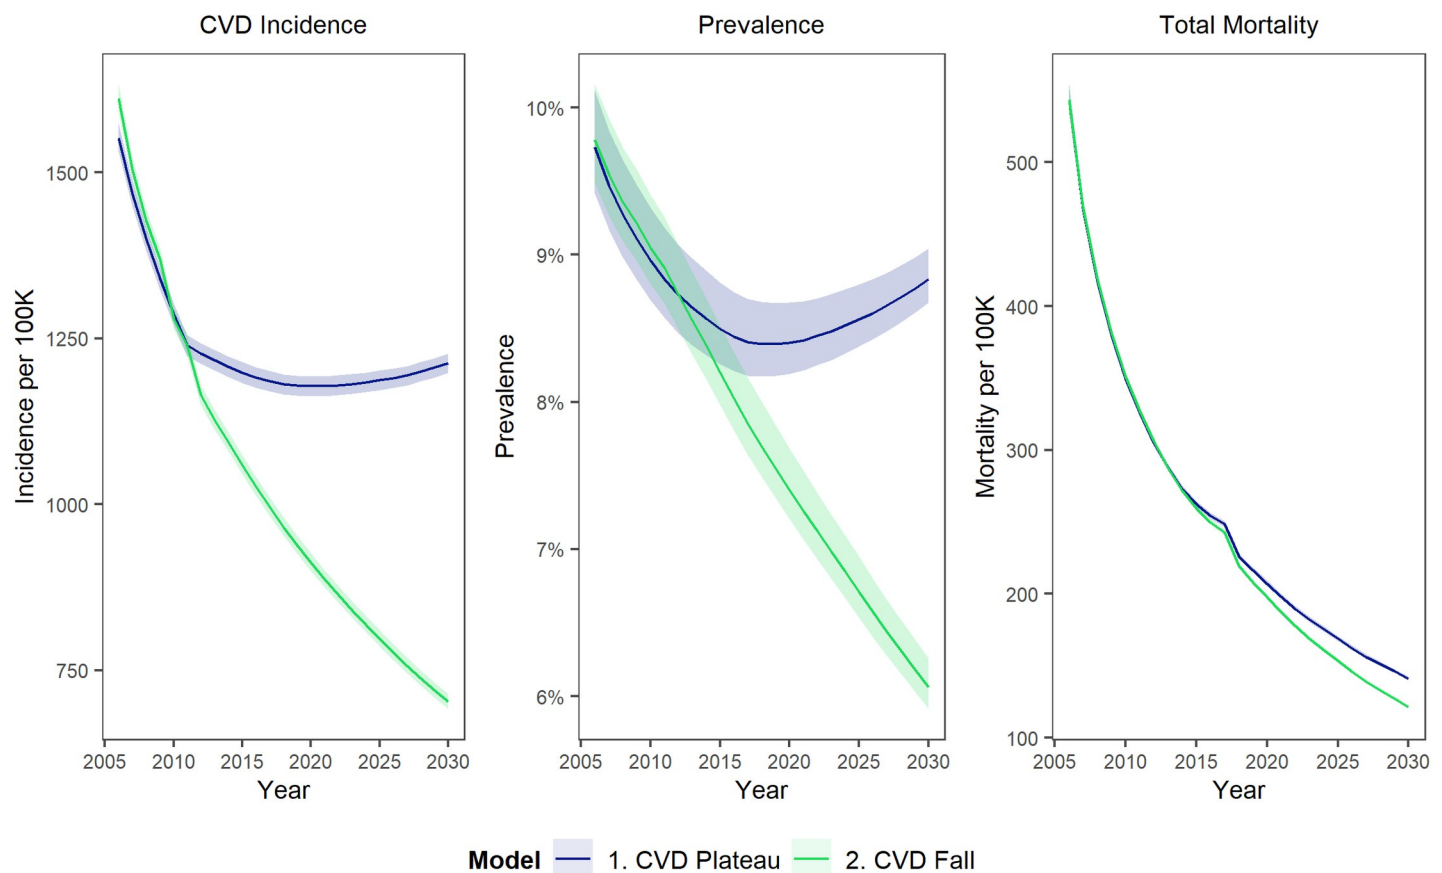 CVD Incidence
Prevalence
Total Mortality
Incidence per 100K
1500
1250
1000
750
2005 2010 2015 2020 2025 2030
Year
Prevalence
10%
9%
8%
7%
6%
2005 2010 2015 2020 2025 2030
Year
Mortality per 100K
500
400
300
200
100
2005 2010 2015 2020 2025 2030
Year
Model 1. CVD Plateau 2. CVD Fall